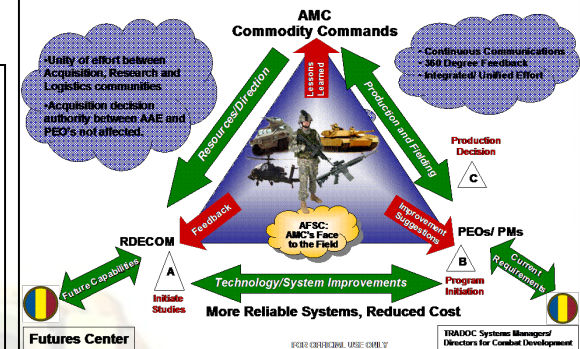 AMC
Commodity Commands
•Unity of effort between
Acquisition, Research and
Logistics communities
•Acquisition decision
authority between AAE and
PEO's not affected.
• Continuous Communications
• 360 Degree Feedback
• Integrated/ Unified Effort
Resources/Direction
Lessons
Learned
Production and Fielding
Production
Decision
C
Feedback
Improvement
Suggestions
AFSC:
AMC's Face
to the Field
RDECOM
PEOs/ PMs
A
B
Future Capabilities
Initiate
Studies
Technology/System Improvements
Program
Initiation
Current
Requirements
More Reliable Systems, Reduced Cost
Futures Center
FOR OFFICIAL USE ONLY
TRADOC Systems Managers/
Directors for Combat Development